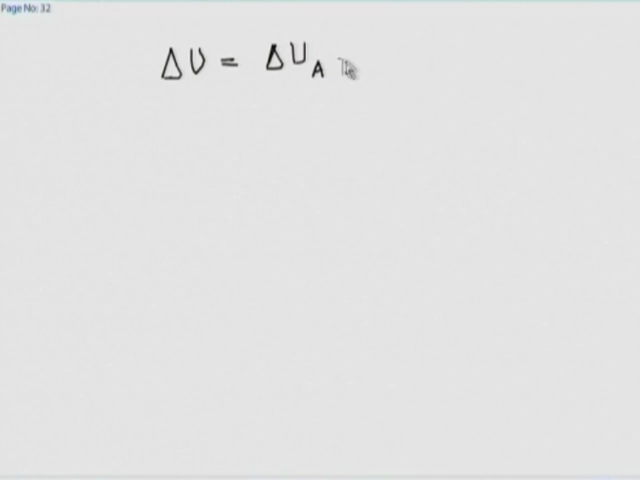 Page No: 32
ΔU = ΔU_A